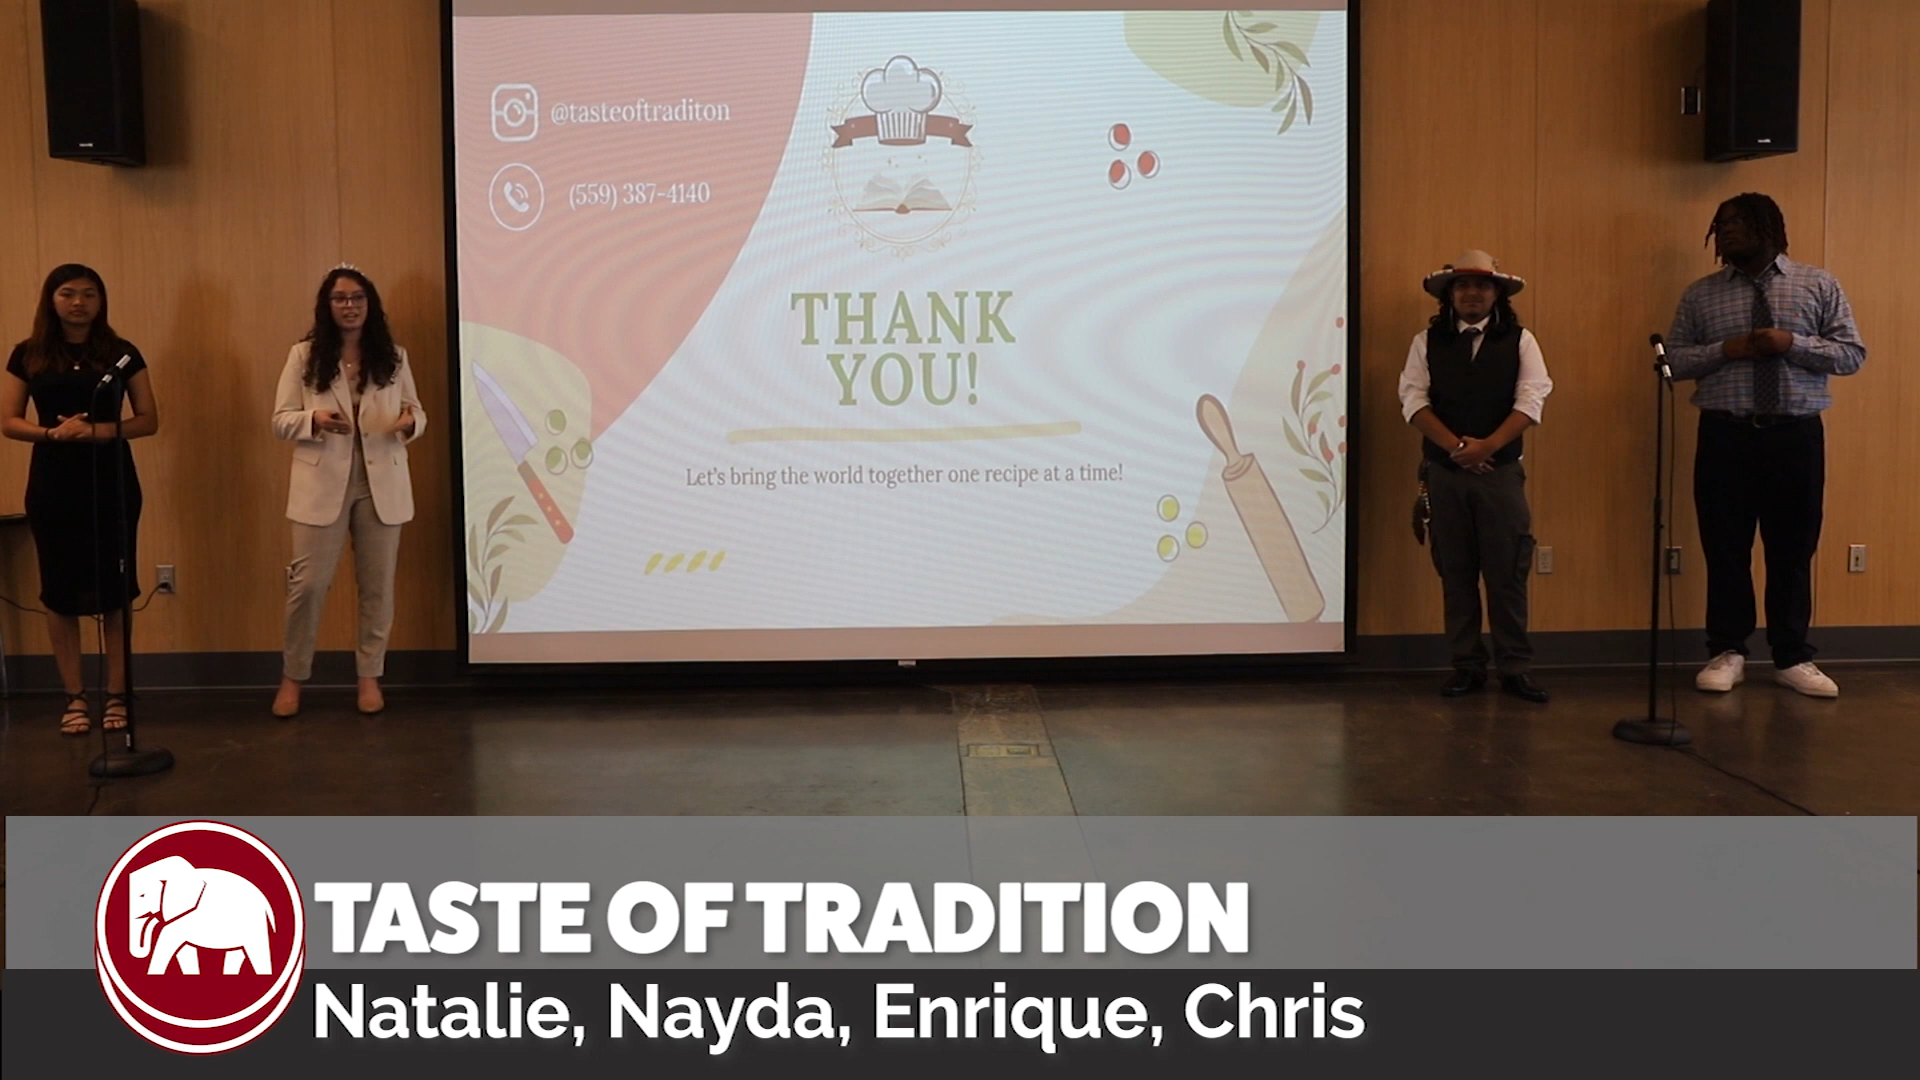 @tasteoftraditon
(559) 387-4140
THANK
YOU!
Let's bring the world together one recipe at a time!
TASTE OF TRADITION
Natalie, Nayda, Enrique, Chris